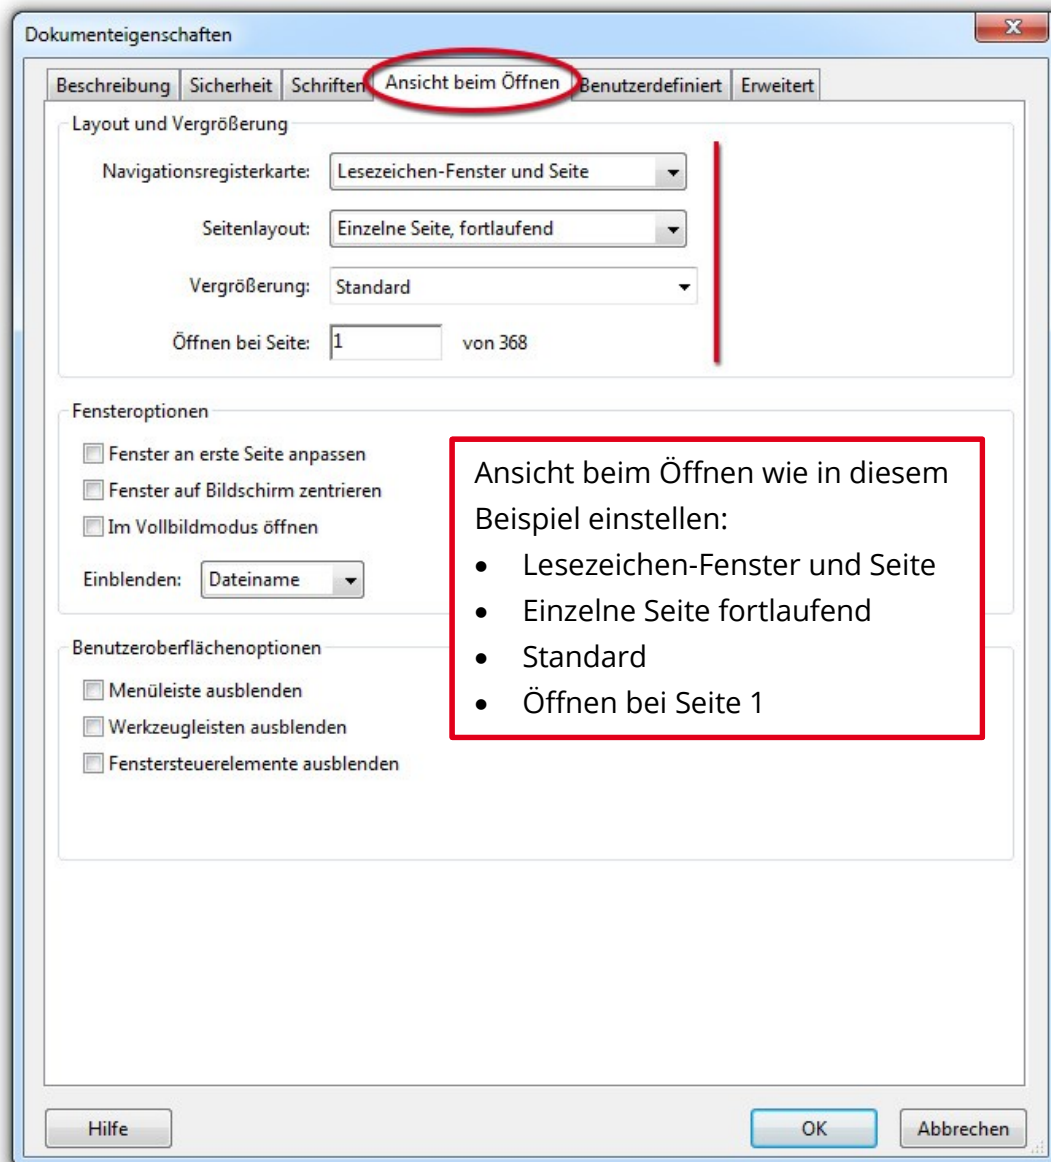 Dokumenteigenschaften
x
Beschreibung Sicherheit Schriften Ansicht beim Öffnen Benutzerdefiniert Erweitert
Layout und Vergrößerung
Navigationsregisterkarte: Lesezeichen-Fenster und Seite
Seitenlayout: Einzelne Seite, fortlaufend
Vergrößerung: Standard
Öffnen bei Seite: 1 von 368
Fensteroptionen
Fenster an erste Seite anpassen
Fenster auf Bildschirm zentrieren
Im Vollbildmodus öffnen
Einblenden: Dateiname
Ansicht beim Öffnen wie in diesem
Beispiel einstellen:
• Lesezeichen-Fenster und Seite
• Einzelne Seite fortlaufend
• Standard
• Öffnen bei Seite 1
Benutzeroberflächenoptionen
Menüleiste ausblenden
Werkzeugleisten ausblenden
Fenstersteuerelemente ausblenden
Hilfe OK Abbrechen